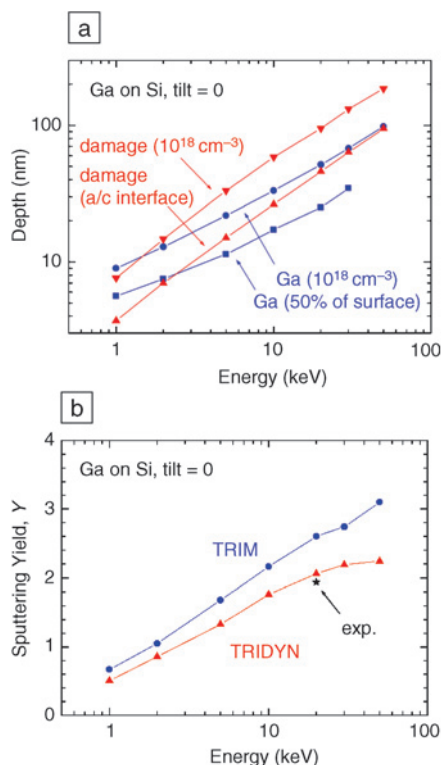 a
Ga on Si, tilt = 0
damage (10¹⁸ cm⁻³)
damage
(a/c interface)
Ga (10¹⁸ cm⁻³)
Ga (50% of surface)
Depth (nm)
100
10
1
10
100
Energy (keV)
b
Ga on Si, tilt = 0
TRIM
TRIDYN
exp.
Sputtering Yield, Y
4
3
2
1
0
1
10
100
Energy (keV)